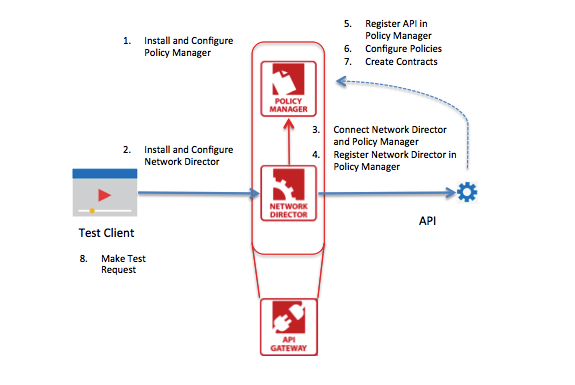 1. Install and Configure
Policy Manager
5. Register API in
Policy Manager
6. Configure Policies
7. Create Contracts
POLICY
MANAGER
3. Connect Network Director
and Policy Manager
4. Register Network Director in
Policy Manager
2. Install and Configure
Network Director
NETWORK
DIRECTOR
Test Client
API
8. Make Test
Request
API
GATEWAY